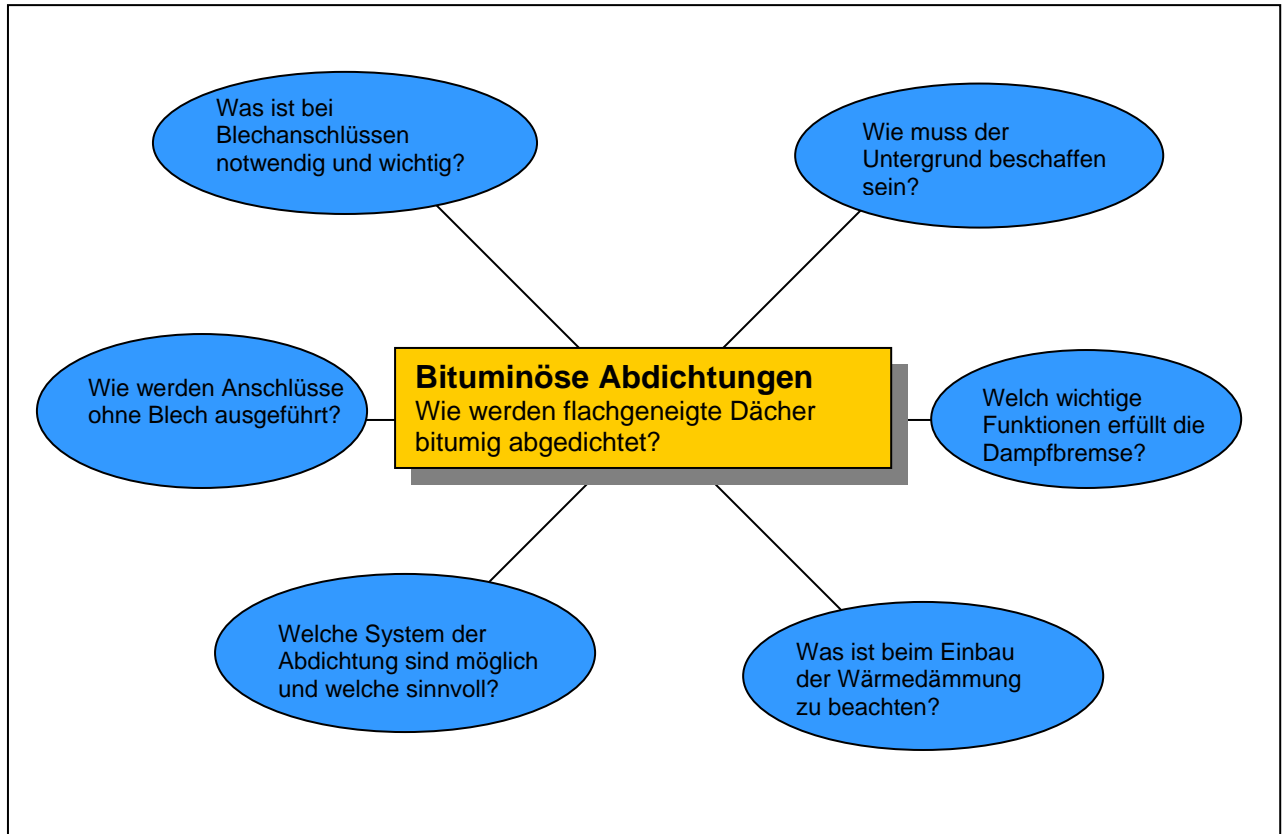 Was ist bei
Blechanschlüssen
notwendig und wichtig?
Wie muss der
Untergrund beschaffen
sein?
Wie werden Anschlüsse
ohne Blech ausgeführt?
Bituminöse Abdichtungen
Wie werden flachgeneigte Dächer
bitumig abgedichtet?
Welch wichtige
Funktionen erfüllt die
Dampfbremse?
Welche System der
Abdichtung sind möglich
und welche sinnvoll?
Was ist beim Einbau
der Wärmedämmung
zu beachten?